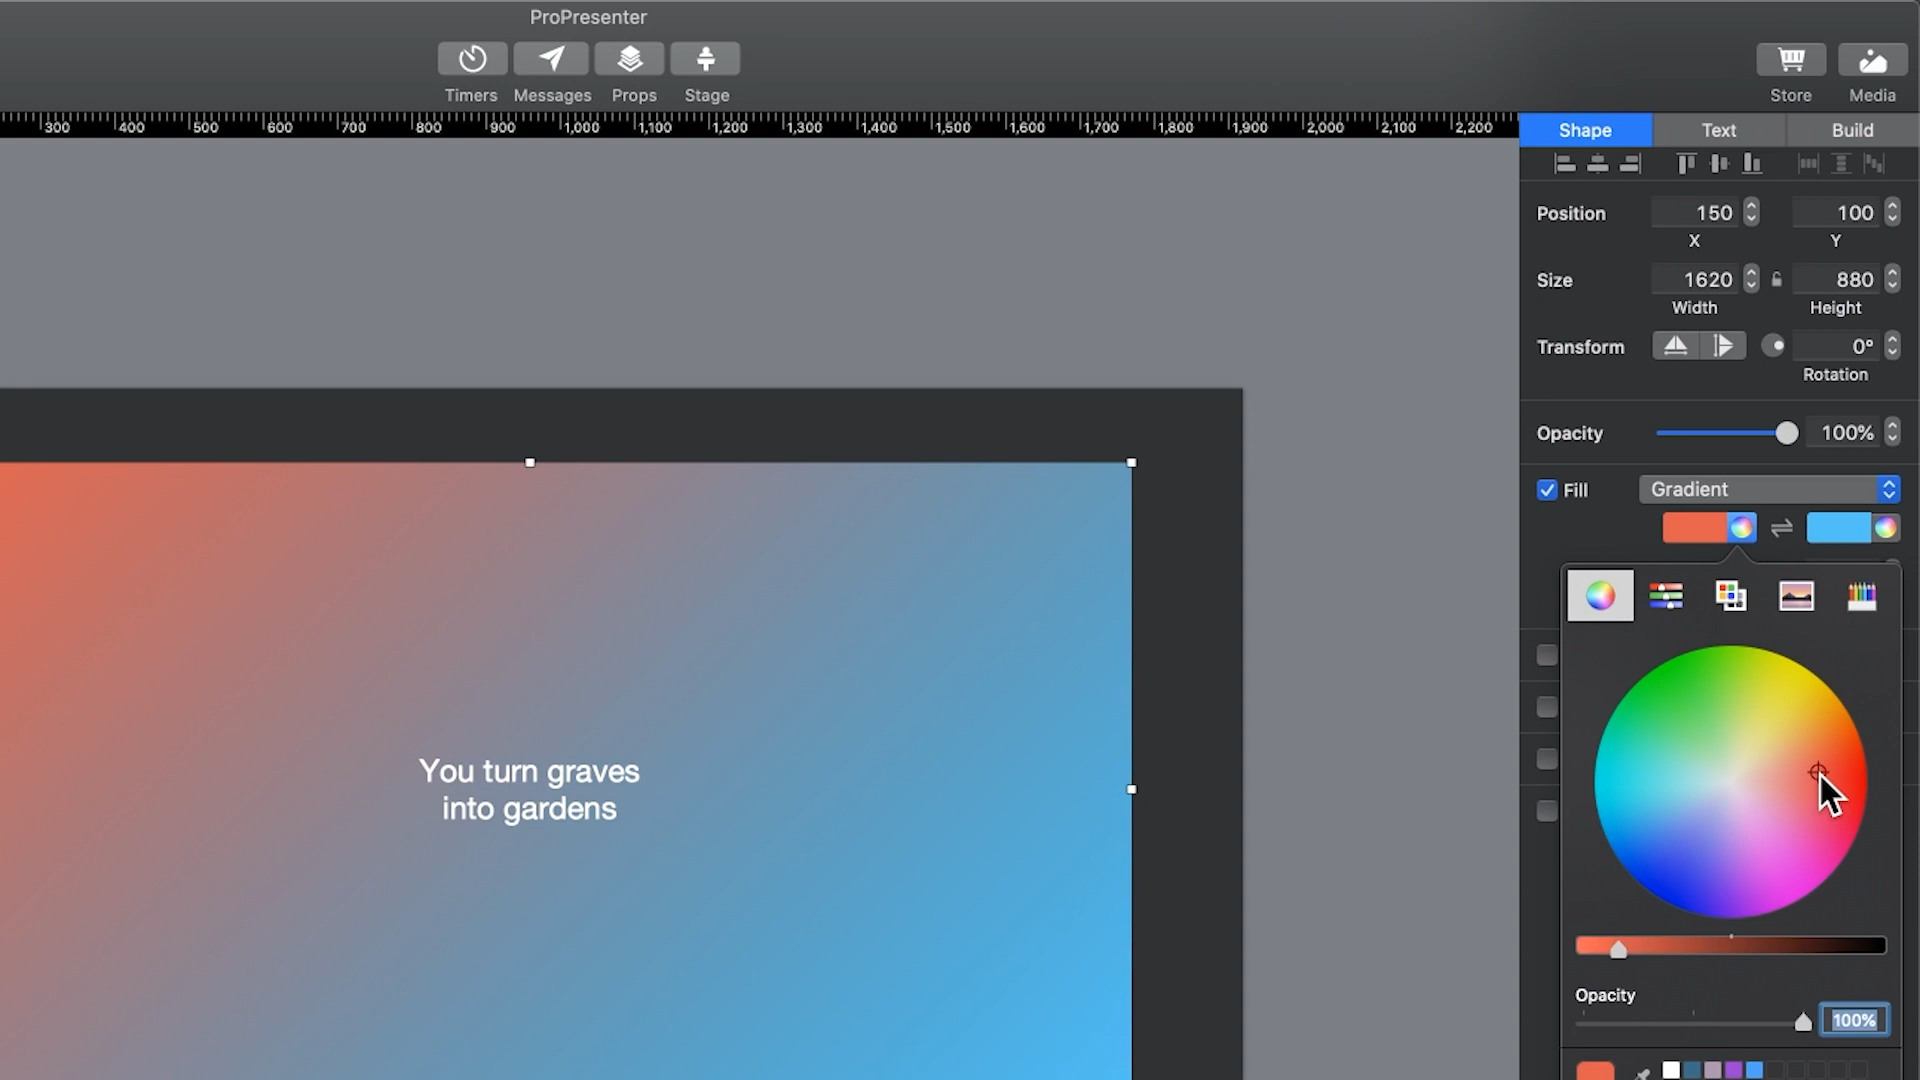 ProPresenter
Timers Messages Props Stage
Store Media
300 400 500 600 700 800 900 1,000 1,100 1,200 1,300 1,400 1,500 1,600 1,700 1,800 1,900 2,000 2,100 2,200
Shape Text Build
Position 150 100
X Y
Size 1620 880
Width Height
Transform 0°
Rotation
Opacity 100%
Fill Gradient
You turn graves
into gardens
Opacity
100%